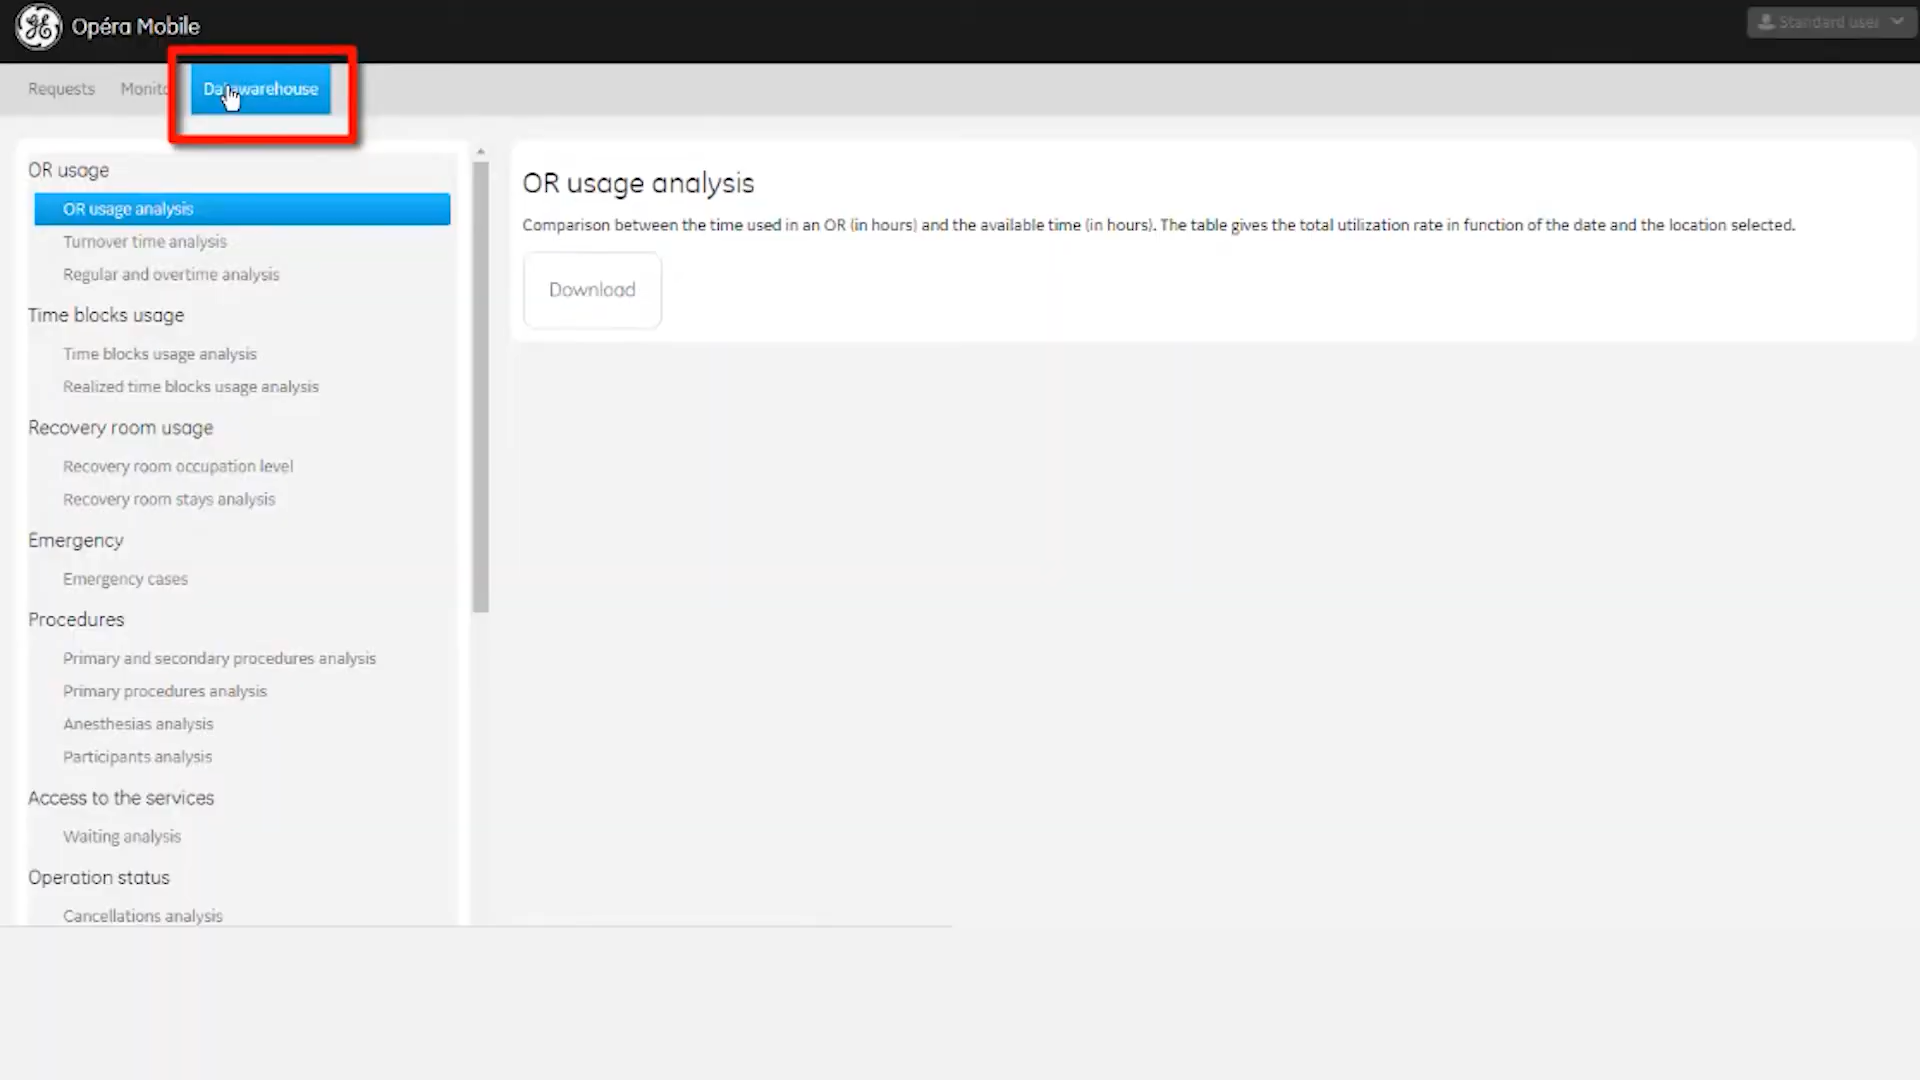 Opéra Mobile
Standard user
Requests Monito Datawarehouse
OR usage
OR usage analysis
Turnover time analysis
Regular and overtime analysis
Time blocks usage
Time blocks usage analysis
Realized time blocks usage analysis
Recovery room usage
Recovery room occupation level
Recovery room stays analysis
Emergency
Emergency cases
Procedures
Primary and secondary procedures analysis
Primary procedures analysis
Anesthesias analysis
Participants analysis
Access to the services
Waiting analysis
Operation status
Cancellations analysis
OR usage analysis
Comparison between the time used in an OR (in hours) and the available time (in hours). The table gives the total utilization rate in function of the date and the location selected.
Download